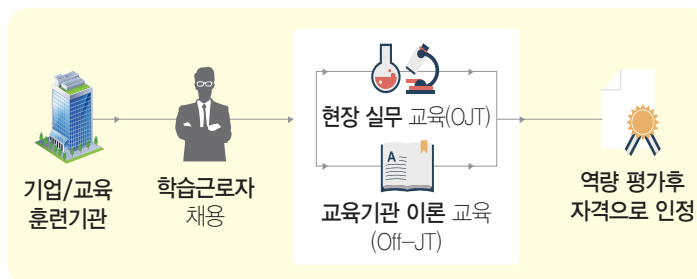 기업/교육
훈련기관
학습근로자
채용
현장 실무 교육(OJT)
A
교육기관 이론 교육
(Off-JT)
역량 평가후
자격으로 인정